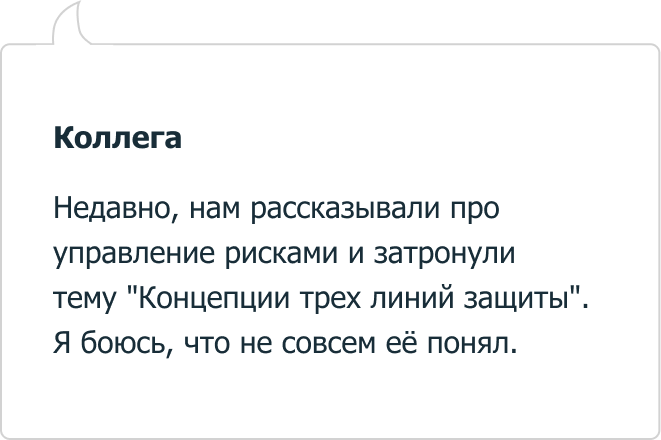 Коллега
Недавно, нам рассказывали про
управление рисками и затронули
тему "Концепции трех линий защиты".
Я боюсь, что не совсем её понял.